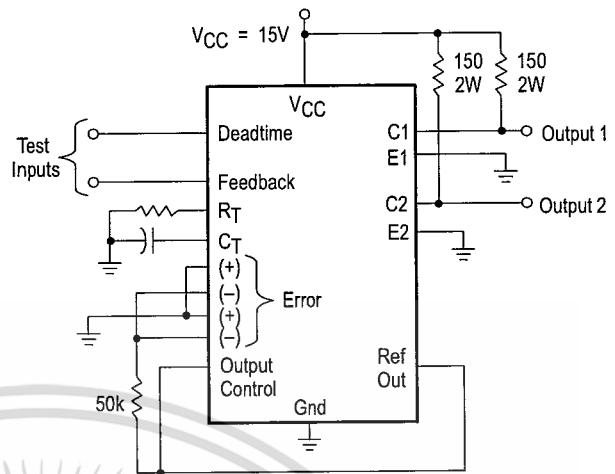 VCC = 15V
150
2W
150
2W
VCC
Test
Inputs
Deadtime
Feedback
RT
CT
(+)
(–)
(+)
(–)
Error
Output
Control
50k
Gnd
C1
E1
C2
E2
Ref
Out
Output 1
Output 2